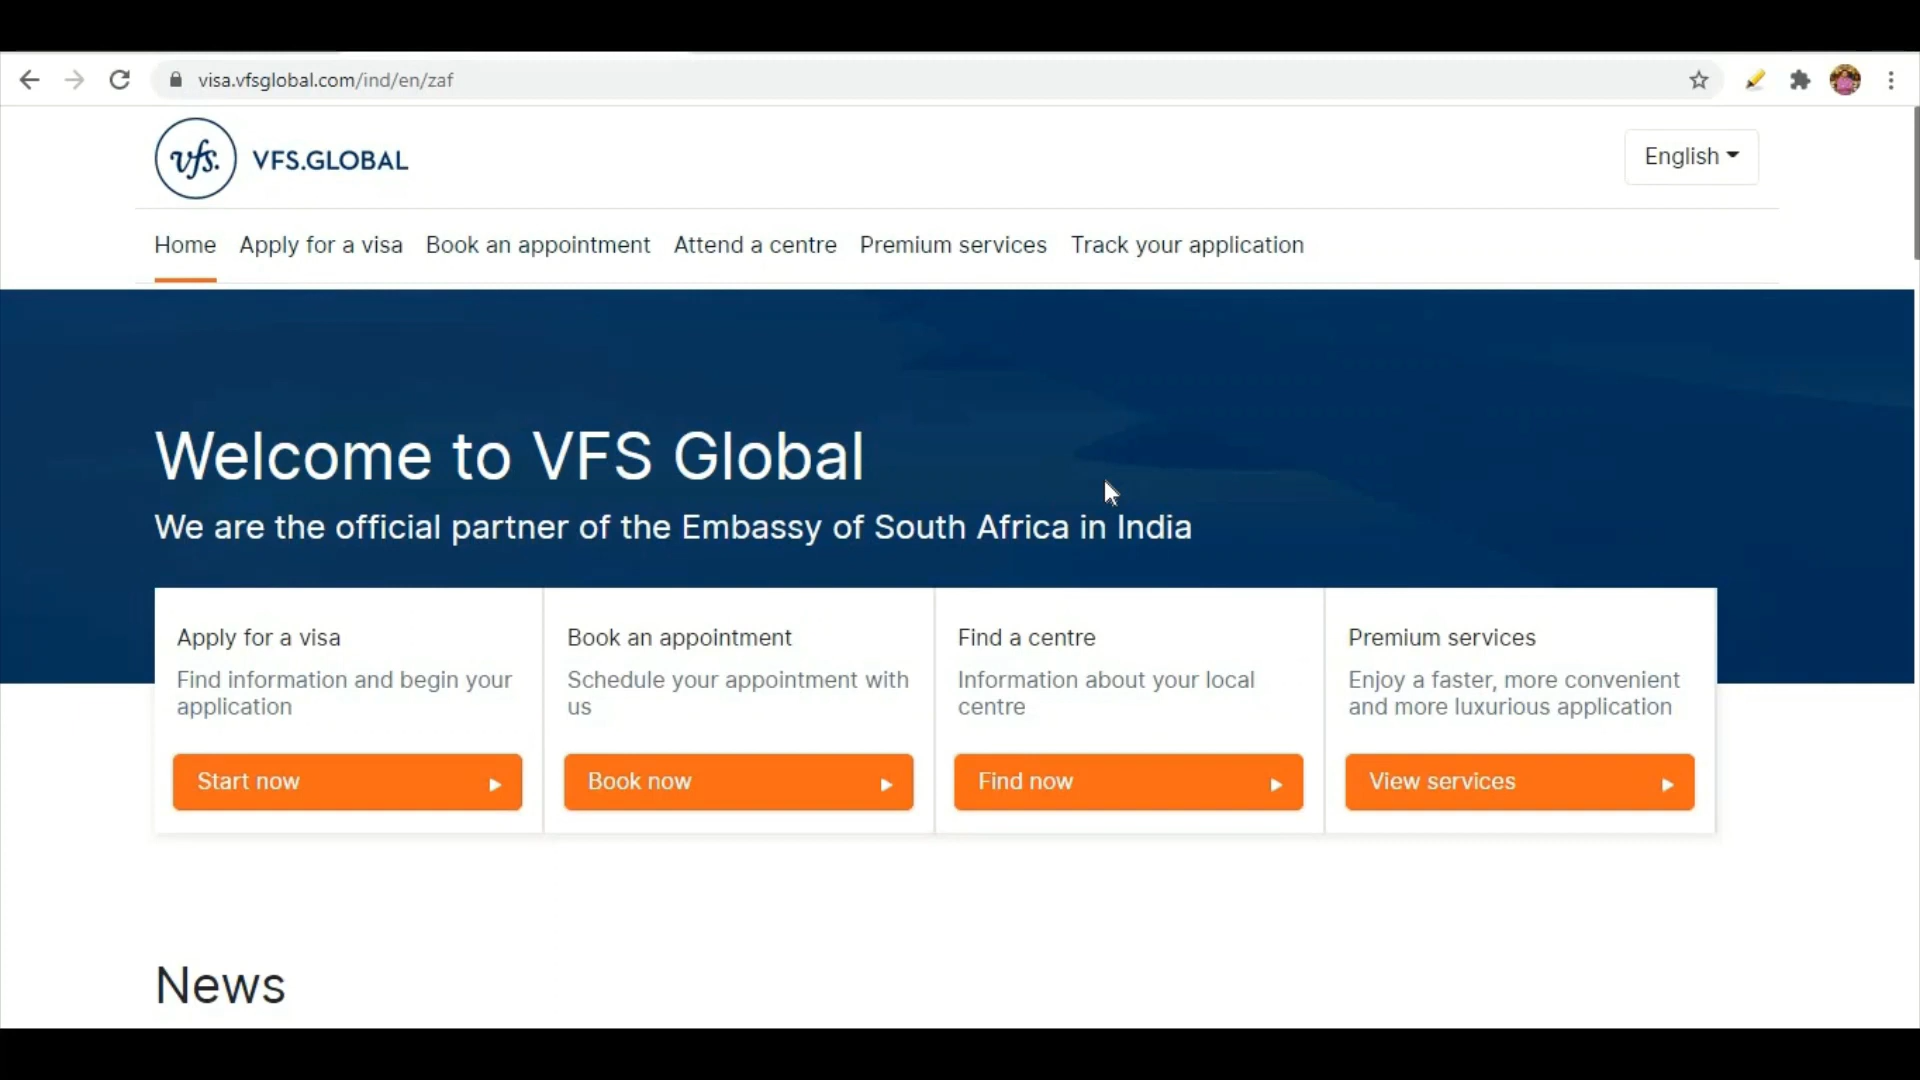 visa.vfsglobal.com/ind/en/zaf
vfs. VFS.GLOBAL
English
Home Apply for a visa Book an appointment Attend a centre Premium services Track your application
Welcome to VFS Global
We are the official partner of the Embassy of South Africa in India
Apply for a visa
Find information and begin your
application
Start now
Book an appointment
Schedule your appointment with
us
Book now
Find a centre
Information about your local
centre
Find now
Premium services
Enjoy a faster, more convenient
and more luxurious application
View services
News